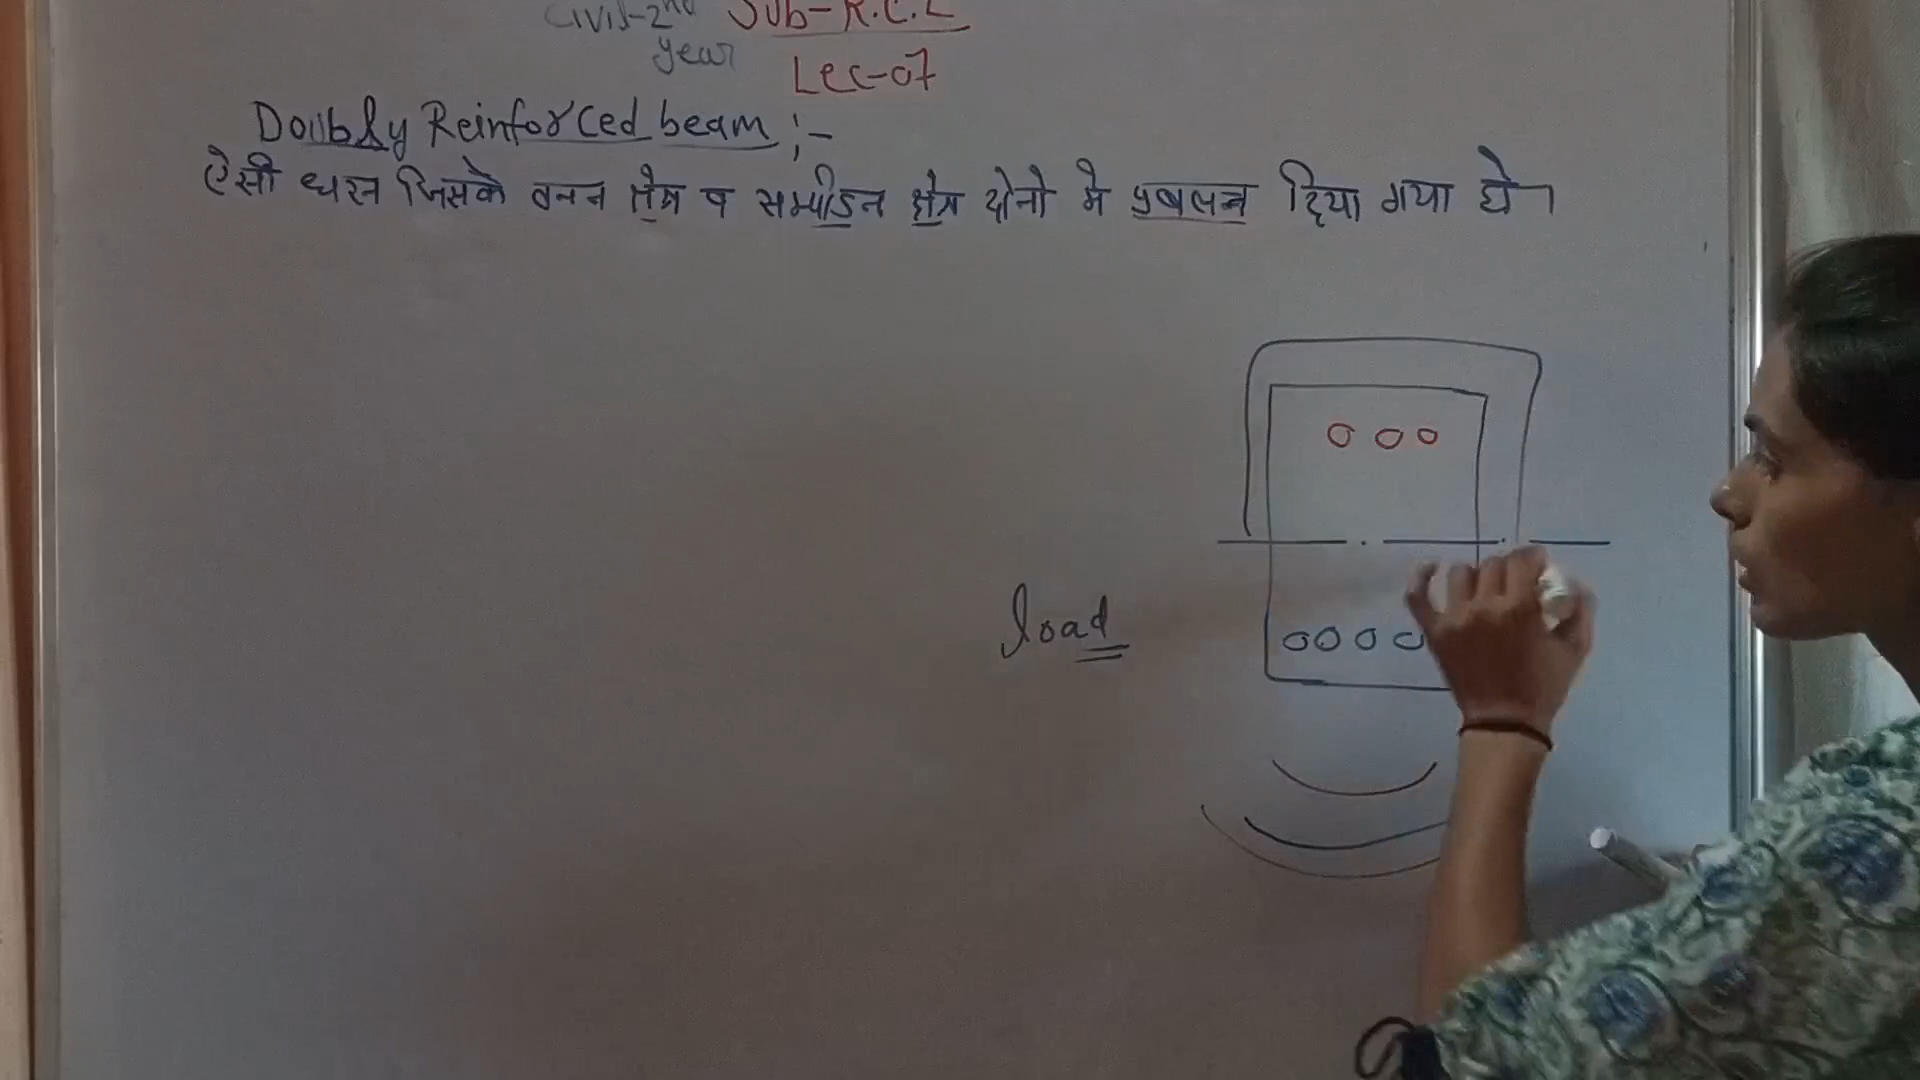 Civil-2nd Sub-R.C.C
year Lec-07
Doubly Reinforced beam :-
ऐसी धरन जिसके तनन क्षेत्र व सम्पीडन क्षेत्र दोनो मे प्रबलन दिया गया हो।
load